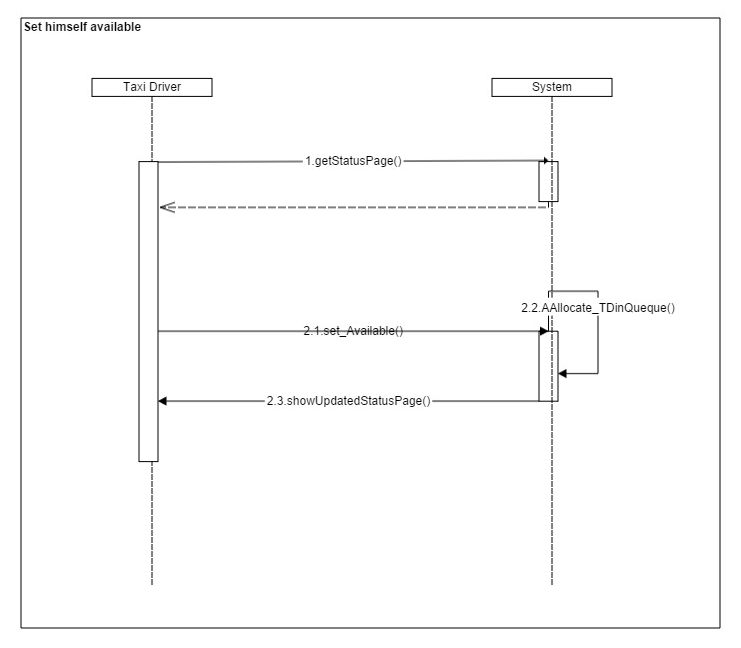 Set himself available
Taxi Driver
System
1.getStatusPage()
2.2.AAllocate_TDinQueque()
2.1.set_Available()
2.3.showUpdatedStatusPage()